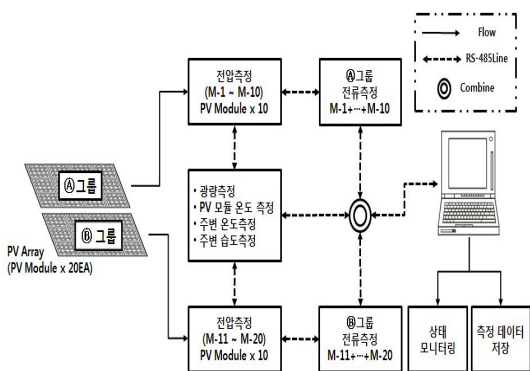 Flow
RS-485Line
Combine
전압측정
(M-1 ~ M-10)
PV Module x 10
Ⓐ그룹
전류측정
M-1+···+M-10
Ⓐ그룹
Ⓑ 그룹
PV Array
(PV Module x 20EA)
• 광량측정
• PV 모듈 온도 측정
• 주변 온도측정
• 주변 습도측정
전압측정
(M-11 ~ M-20)
PV Module x 10
Ⓑ그룹
전류측정
M-11+···+M-20
상태
모니터링
측정 데이터
저장